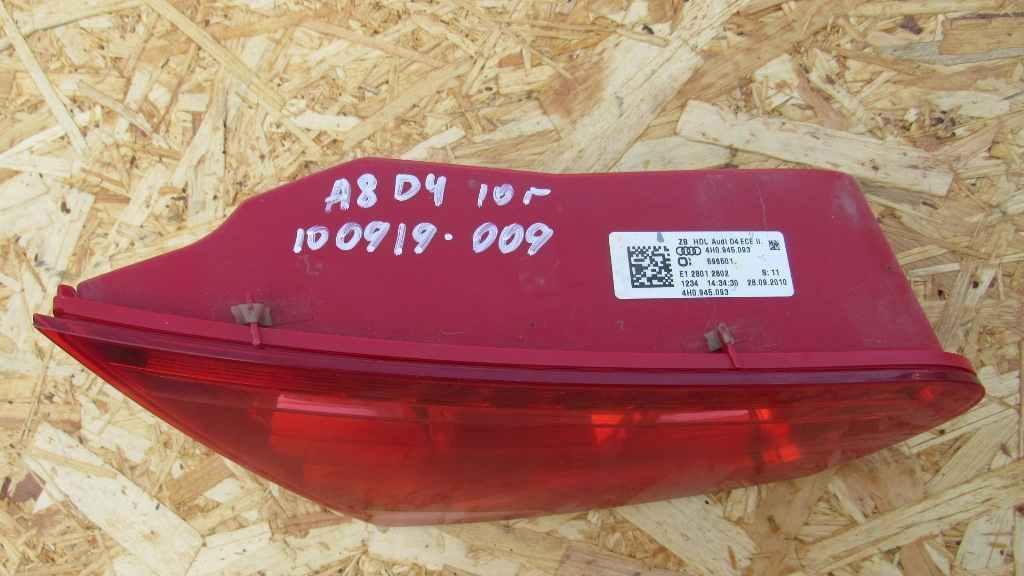 A8 D4 10г
100919.009
ZB HDL Audi D4 ECE li.
4H0.945.093
E1 2801 2802 S: 11
1234 14:34:30 28.09.2010
4H0.945.093